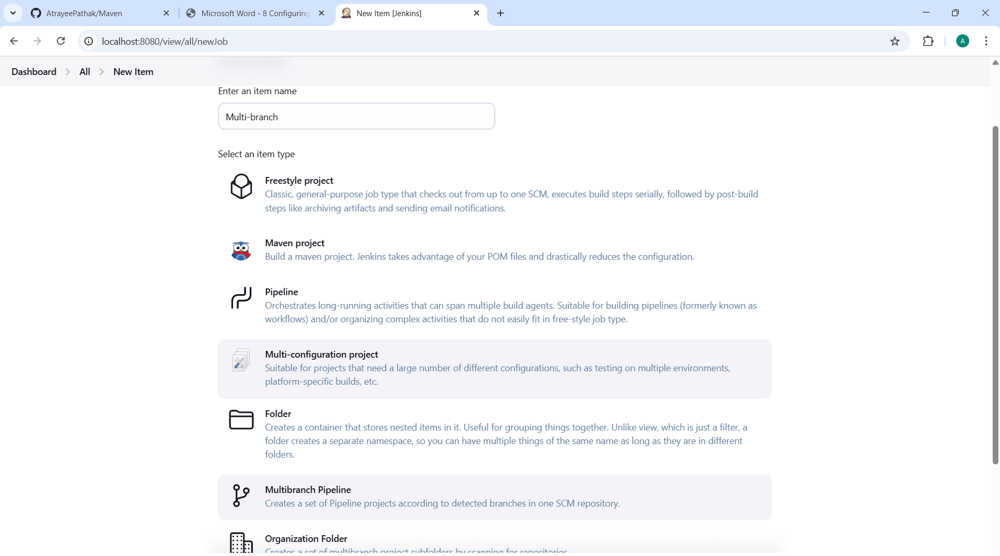 AtrayeePathak/Maven
Microsoft Word - 8 Configuring
New Item [Jenkins]
localhost:8080/view/all/newJob
A
Dashboard
All
New Item
Enter an item name
Multi-branch
Select an item type
Freestyle project
Classic, general-purpose job type that checks out from up to one SCM, executes build steps serially, followed by post-build
steps like archiving artifacts and sending email notifications.
Maven project
Build a maven project. Jenkins takes advantage of your POM files and drastically reduces the configuration.
Pipeline
Orchestrates long-running activities that can span multiple build agents. Suitable for building pipelines (formerly known as
workflows) and/or organizing complex activities that do not easily fit in free-style job type.
Multi-configuration project
Suitable for projects that need a large number of different configurations, such as testing on multiple environments,
platform-specific builds, etc.
Folder
Creates a container that stores nested items in it. Useful for grouping things together. Unlike view, which is just a filter, a
folder creates a separate namespace, so you can have multiple things of the same name as long as they are in different
folders.
Multibranch Pipeline
Creates a set of Pipeline projects according to detected branches in one SCM repository.
Organization Folder
Creates a set of multibranch project subfolders by scanning for repositories.